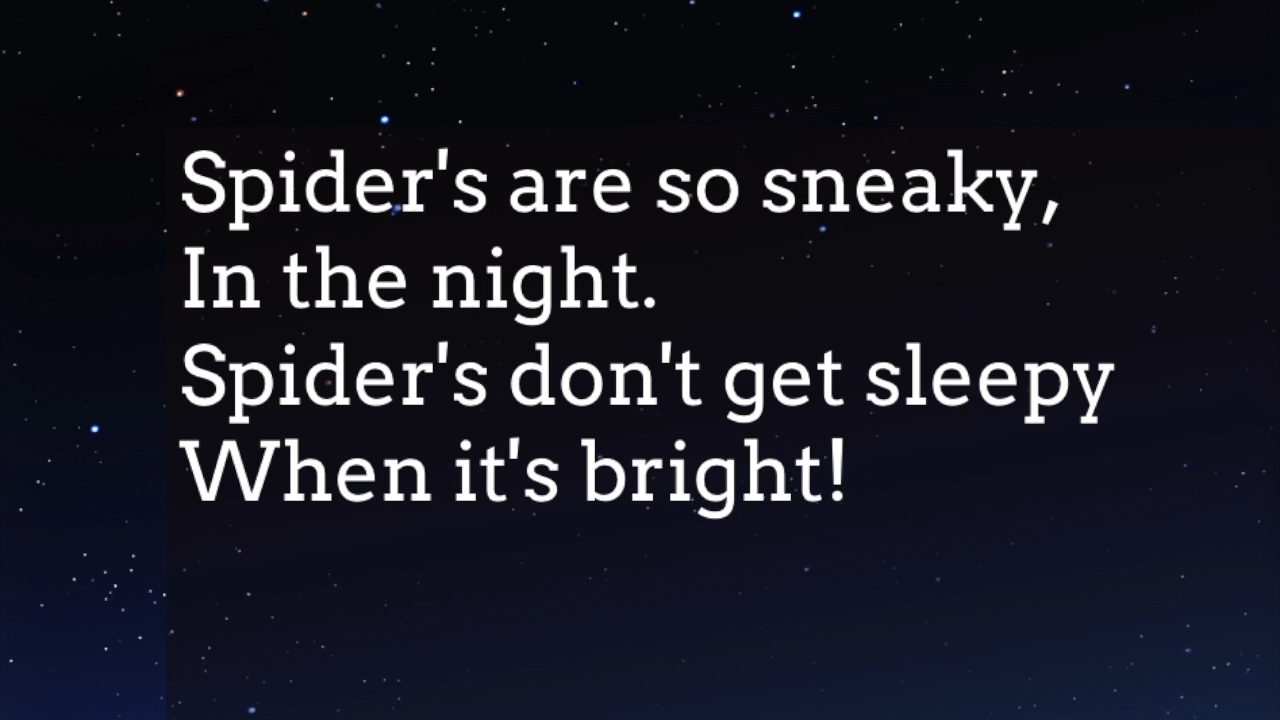 Spider's are so sneaky,
In the night.
Spider's don't get sleepy
When it's bright!